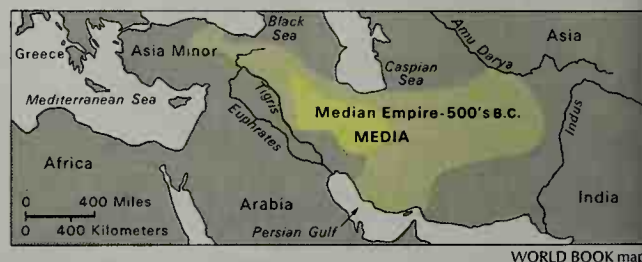 Black
Sea
Amu Darya
Asia
Greece
Asia Minor
Caspian
Sea
Mediterranean Sea
Tigris
Euphrates
Median Empire-500's B.C.
MEDIA
Indus
Africa
0 400 Miles
0 400 Kilometers
Arabia
Persian Gulf
India
WORLD BOOK map